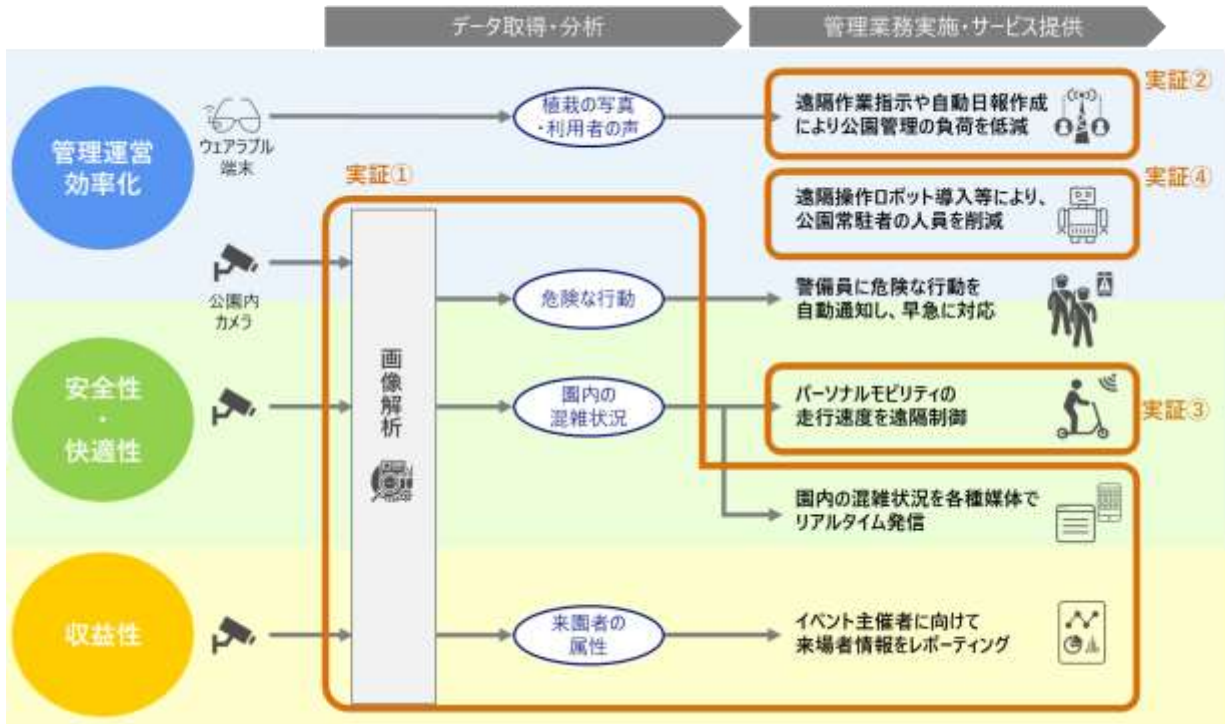 データ取得・分析
管理業務実施・サービス提供
管理運営
効率化
ウェアラブル
端末
植栽の写真
・利用者の声
遠隔作業指示や自動日報作成
により公園管理の負荷を低減
実証②
実証①
遠隔操作ロボット導入等により、
公園常駐者の人員を削減
実証④
公園内
カメラ
危険な行動
警備員に危険な行動を
自動通知し、早急に対応
安全性
・
快適性
画像解析
園内の
混雑状況
パーソナルモビリティの
走行速度を遠隔制御
実証③
園内の混雑状況を各種媒体で
リアルタイム発信
収益性
来園者の
属性
イベント主催者に向けて
来場者情報をレポーティング